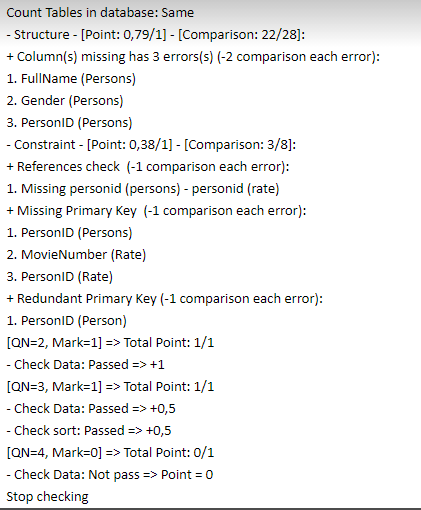 Count Tables in database: Same
- Structure - [Point: 0,79/1] - [Comparison: 22/28]:
+ Column(s) missing has 3 errors(s) (-2 comparison each error):
1. FullName (Persons)
2. Gender (Persons)
3. PersonID (Persons)
- Constraint - [Point: 0,38/1] - [Comparison: 3/8]:
+ References check  (-1 comparison each error):
1. Missing personid (persons) - personid (rate)
+ Missing Primary Key  (-1 comparison each error):
1. PersonID (Persons)
2. MovieNumber (Rate)
3. PersonID (Rate)
+ Redundant Primary Key (-1 comparison each error):
1. PersonID (Person)
[QN=2, Mark=1] => Total Point: 1/1
- Check Data: Passed => +1
[QN=3, Mark=1] => Total Point: 1/1
- Check Data: Passed => +0,5
- Check sort: Passed => +0,5
[QN=4, Mark=0] => Total Point: 0/1
- Check Data: Not pass => Point = 0
Stop checking